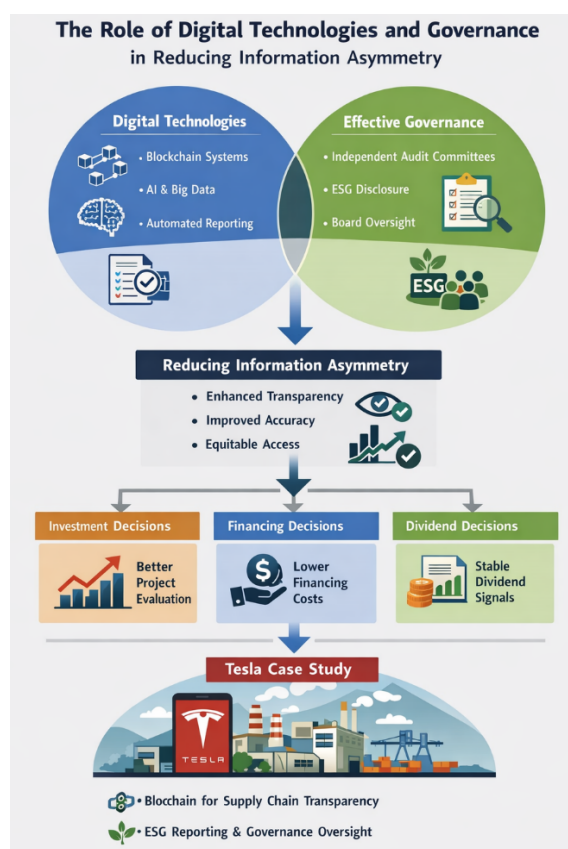 The Role of Digital Technologies and Governance
in Reducing Information Asymmetry
Digital Technologies
• Blockchain Systems
• AI & Big Data
• Automated Reporting
Effective Governance
• Independent Audit Committees
• ESG Disclosure
• Board Oversight
ESG
Reducing Information Asymmetry
• Enhanced Transparency
• Improved Accuracy
• Equitable Access
Investment Decisions
Better
Project
Evaluation
Financing Decisions
$
Lower
Financing
Costs
Dividend Decisions
Stable
Dividend
Signals
Tesla Case Study
TESLA
• Blocchain for Supply Chain Transparency
• ESG Reporting & Governance Oversight